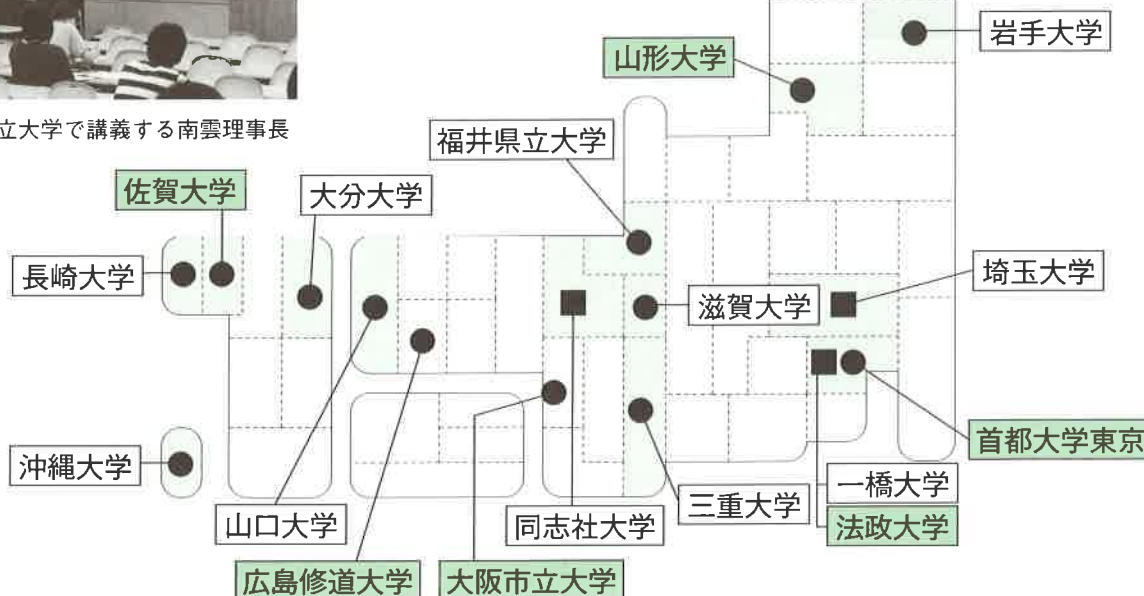 立大学で講義する南雲理事長
岩手大学
山形大学
福井県立大学
佐賀大学
大分大学
長崎大学
滋賀大学
埼玉大学
首都大学東京
沖縄大学
山口大学
同志社大学
三重大学
一橋大学
法政大学
広島修道大学
大阪市立大学